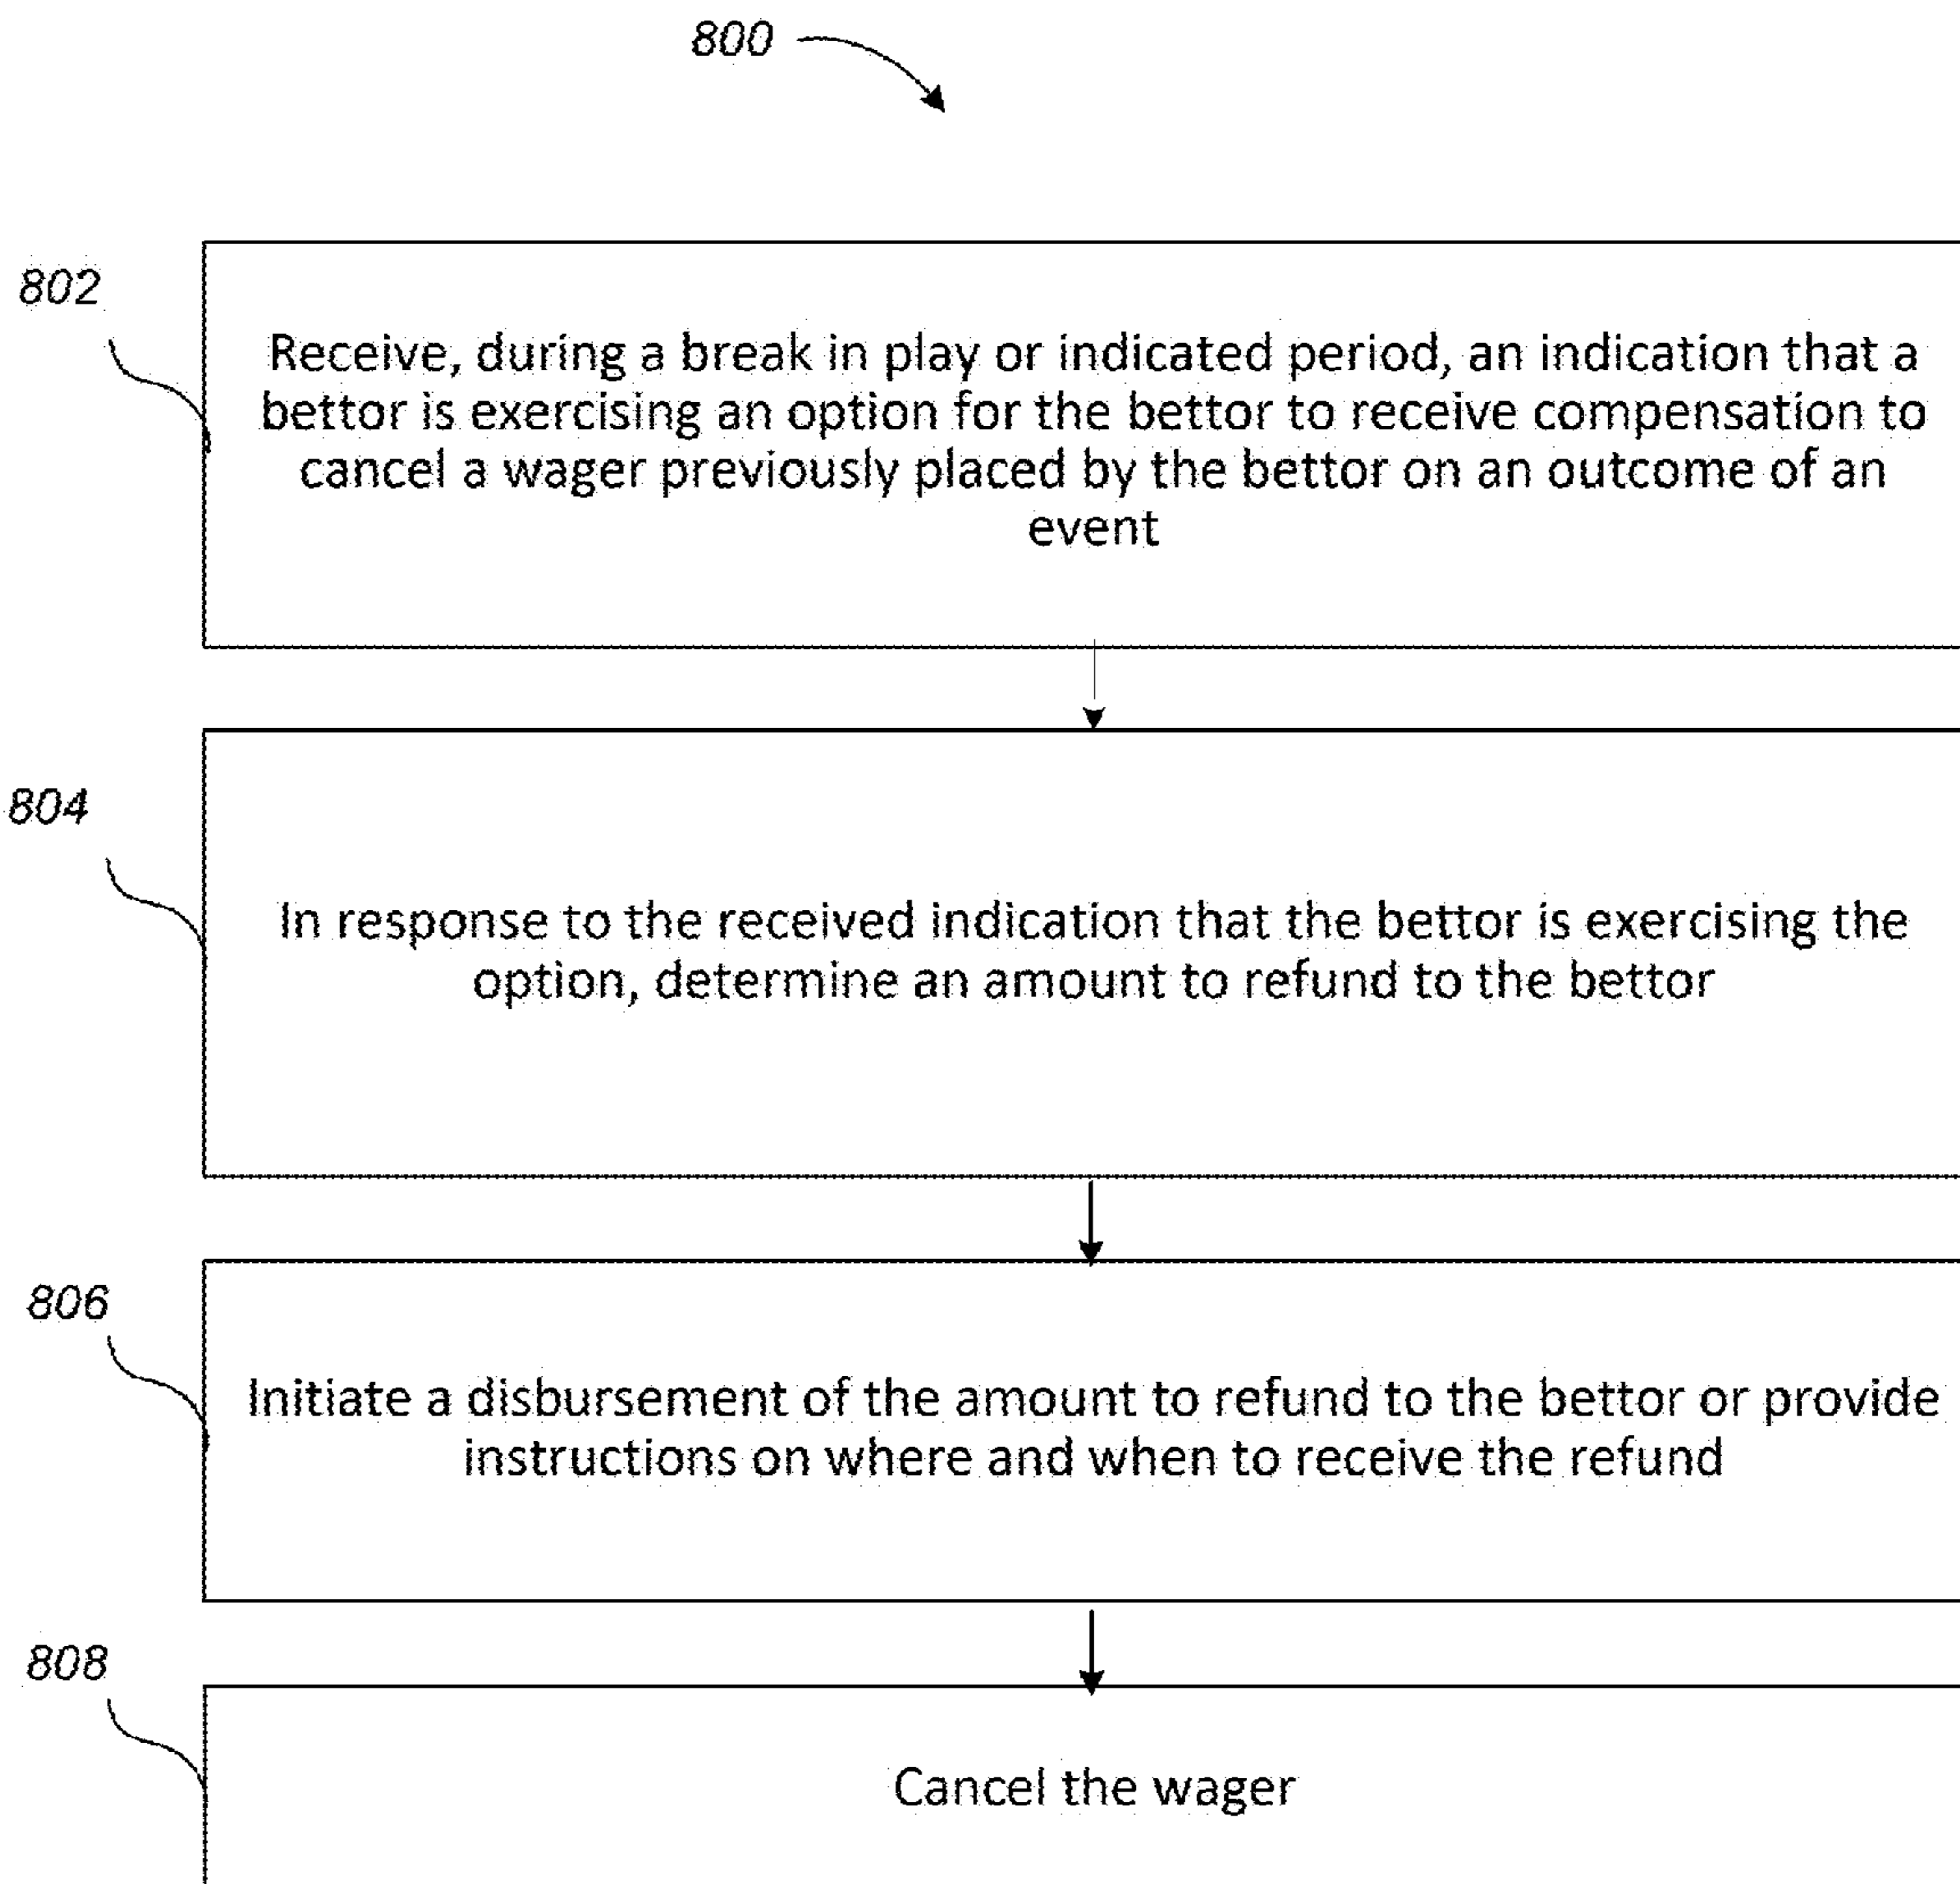 800
802
Receive, during a break in play or indicated period, an indication that a
bettor is exercising an option for the bettor to receive compensation to
cancel a wager previously placed by the bettor on an outcome of an
event
804
In response to the received indication that the bettor is exercising the
option, determine an amount to refund to the bettor
806
Initiate a disbursement of the amount to refund to the bettor or provide
instructions on where and when to receive the refund
808
Cancel the wager